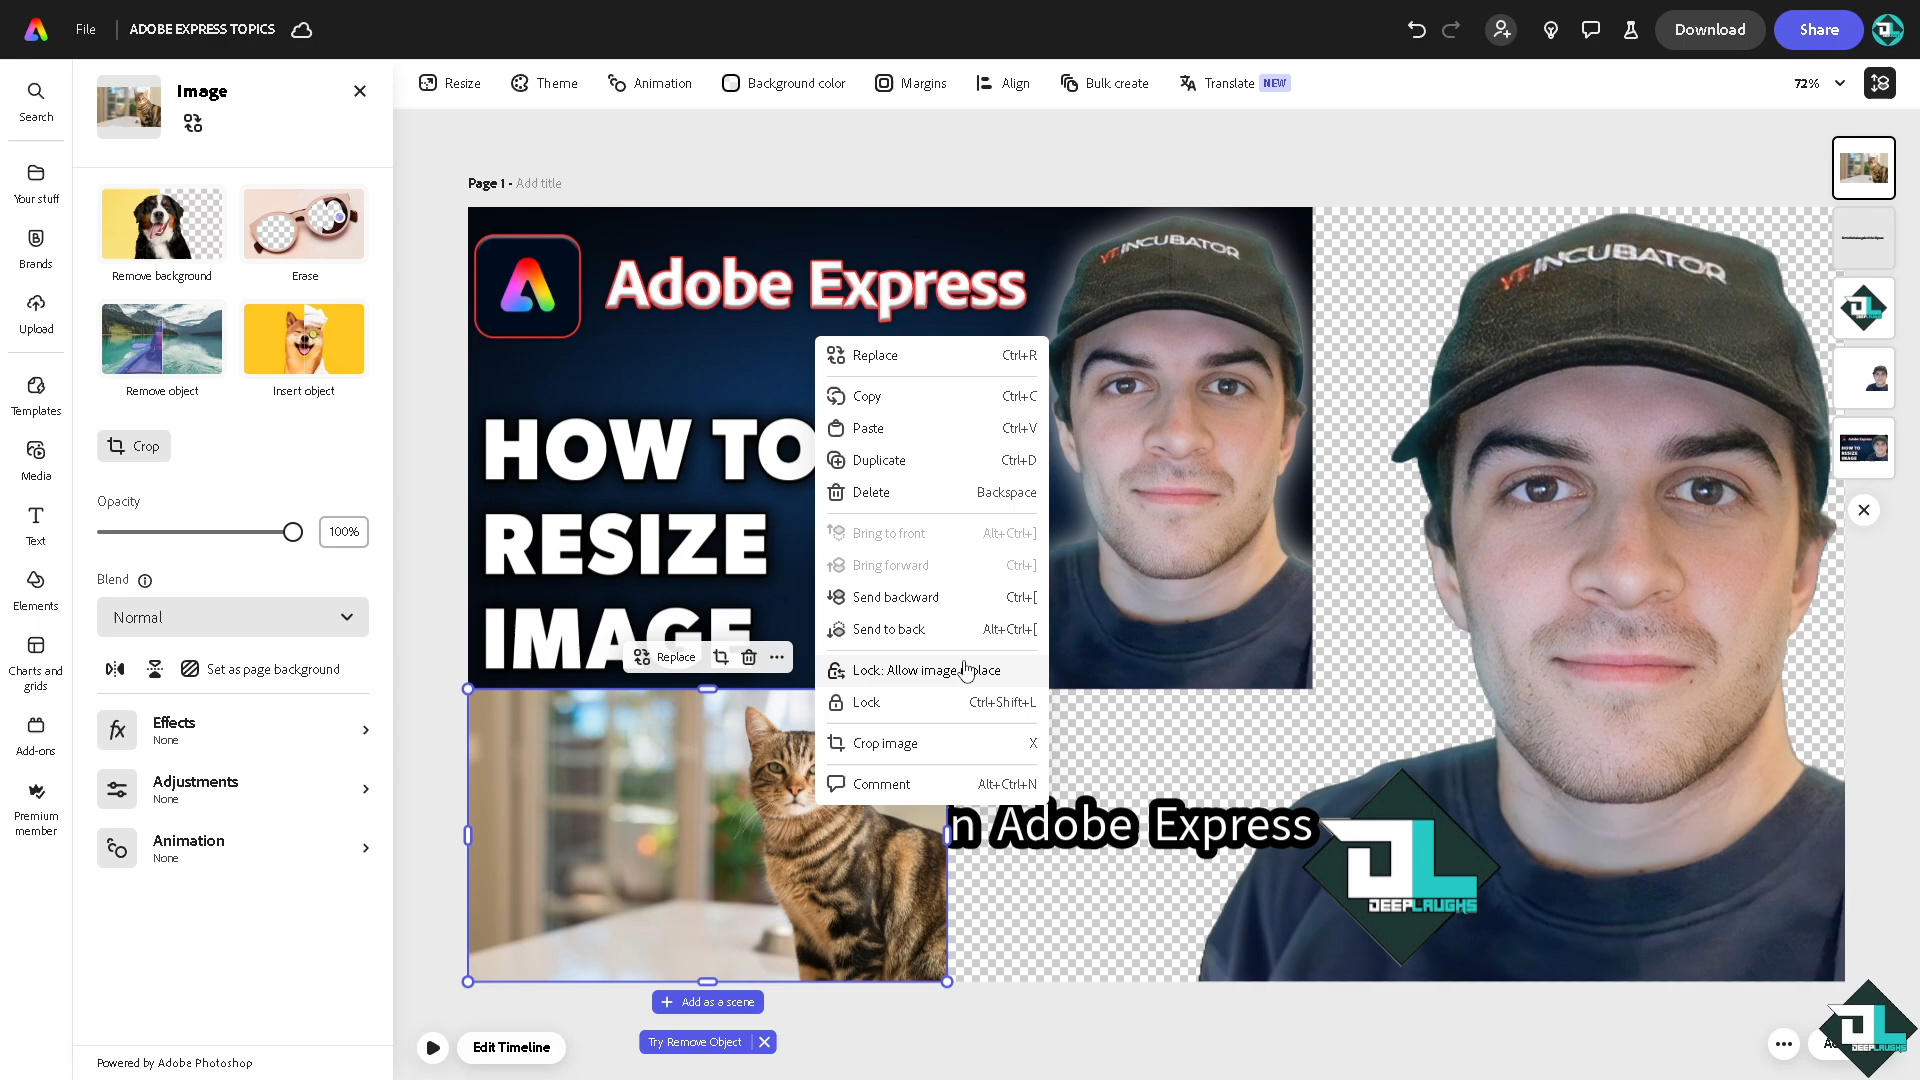 File
ADOBE EXPRESS TOPICS
Download
Share
Search
Your stuff
Brands
Upload
Templates
Media
Text
Elements
Charts and
grids
Add-ons
Premium
member
Image
Remove background
Erase
Remove object
Insert object
Crop
Opacity
100%
Blend
Normal
Set as page background
fx
Effects
None
Adjustments
None
Animation
None
Powered by Adobe Photoshop
Resize
Theme
Animation
Background color
Margins
Align
Bulk create
Translate NEW
72%
Page 1 - Add title
Adobe Express
HOW TO
RESIZE
IMAGE
YT INCUBATOR
YT INCUBATOR
Replace Ctrl+R
Copy Ctrl+C
Paste Ctrl+V
Duplicate Ctrl+D
Delete Backspace
Bring to front Alt+Ctrl+]
Bring forward Ctrl+]
Send backward Ctrl+[
Send to back Alt+Ctrl+[
Lock: Allow image
Lock Ctrl+Shift+L
Crop image X
Comment Alt+Ctrl+N
Replace
n Adobe Express
DEEPLAUGHS
Add as a scene
Try Remove Object
Edit Timeline
DEEPLAUGHS